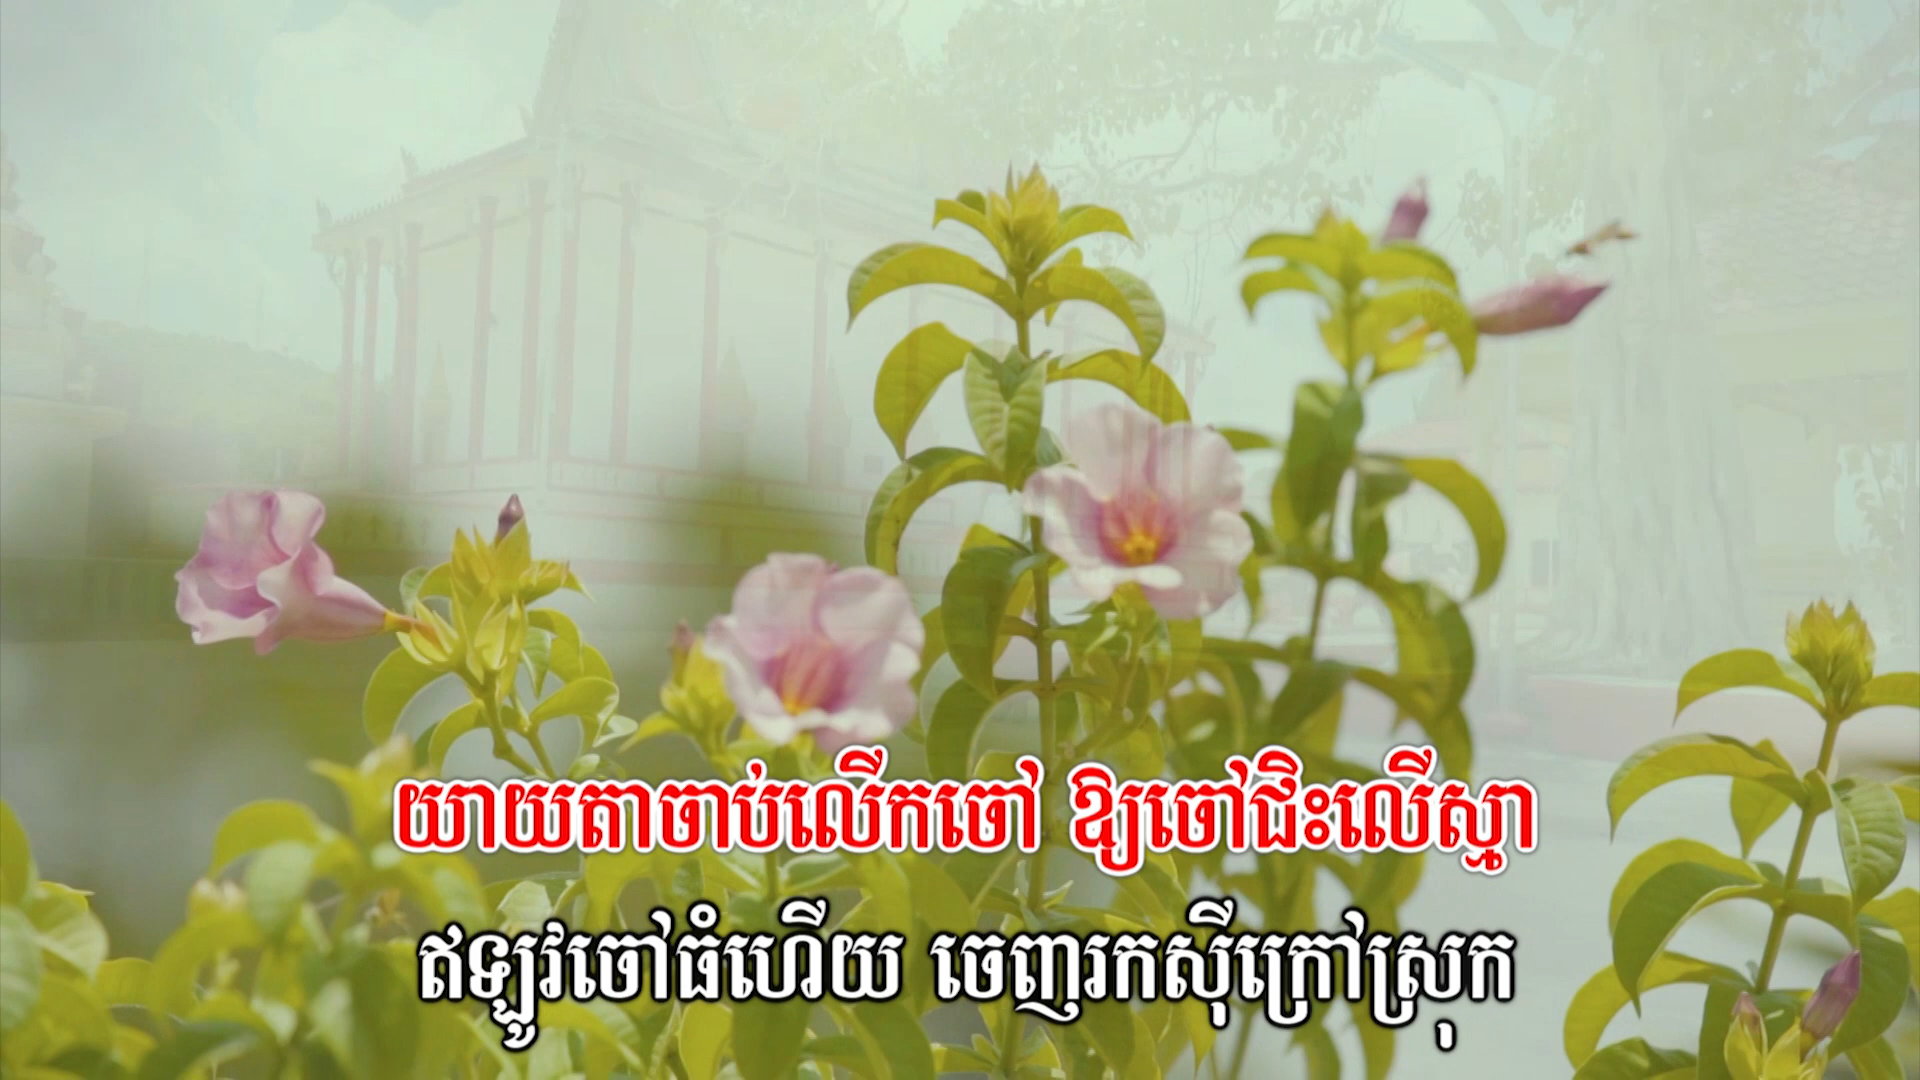 យាយតាចាប់លើកចៅ ឱ្យចៅជិះលើស្មា
ឥឡូវចៅធំហើយ ចេញរកស៊ីក្រៅស្រុក